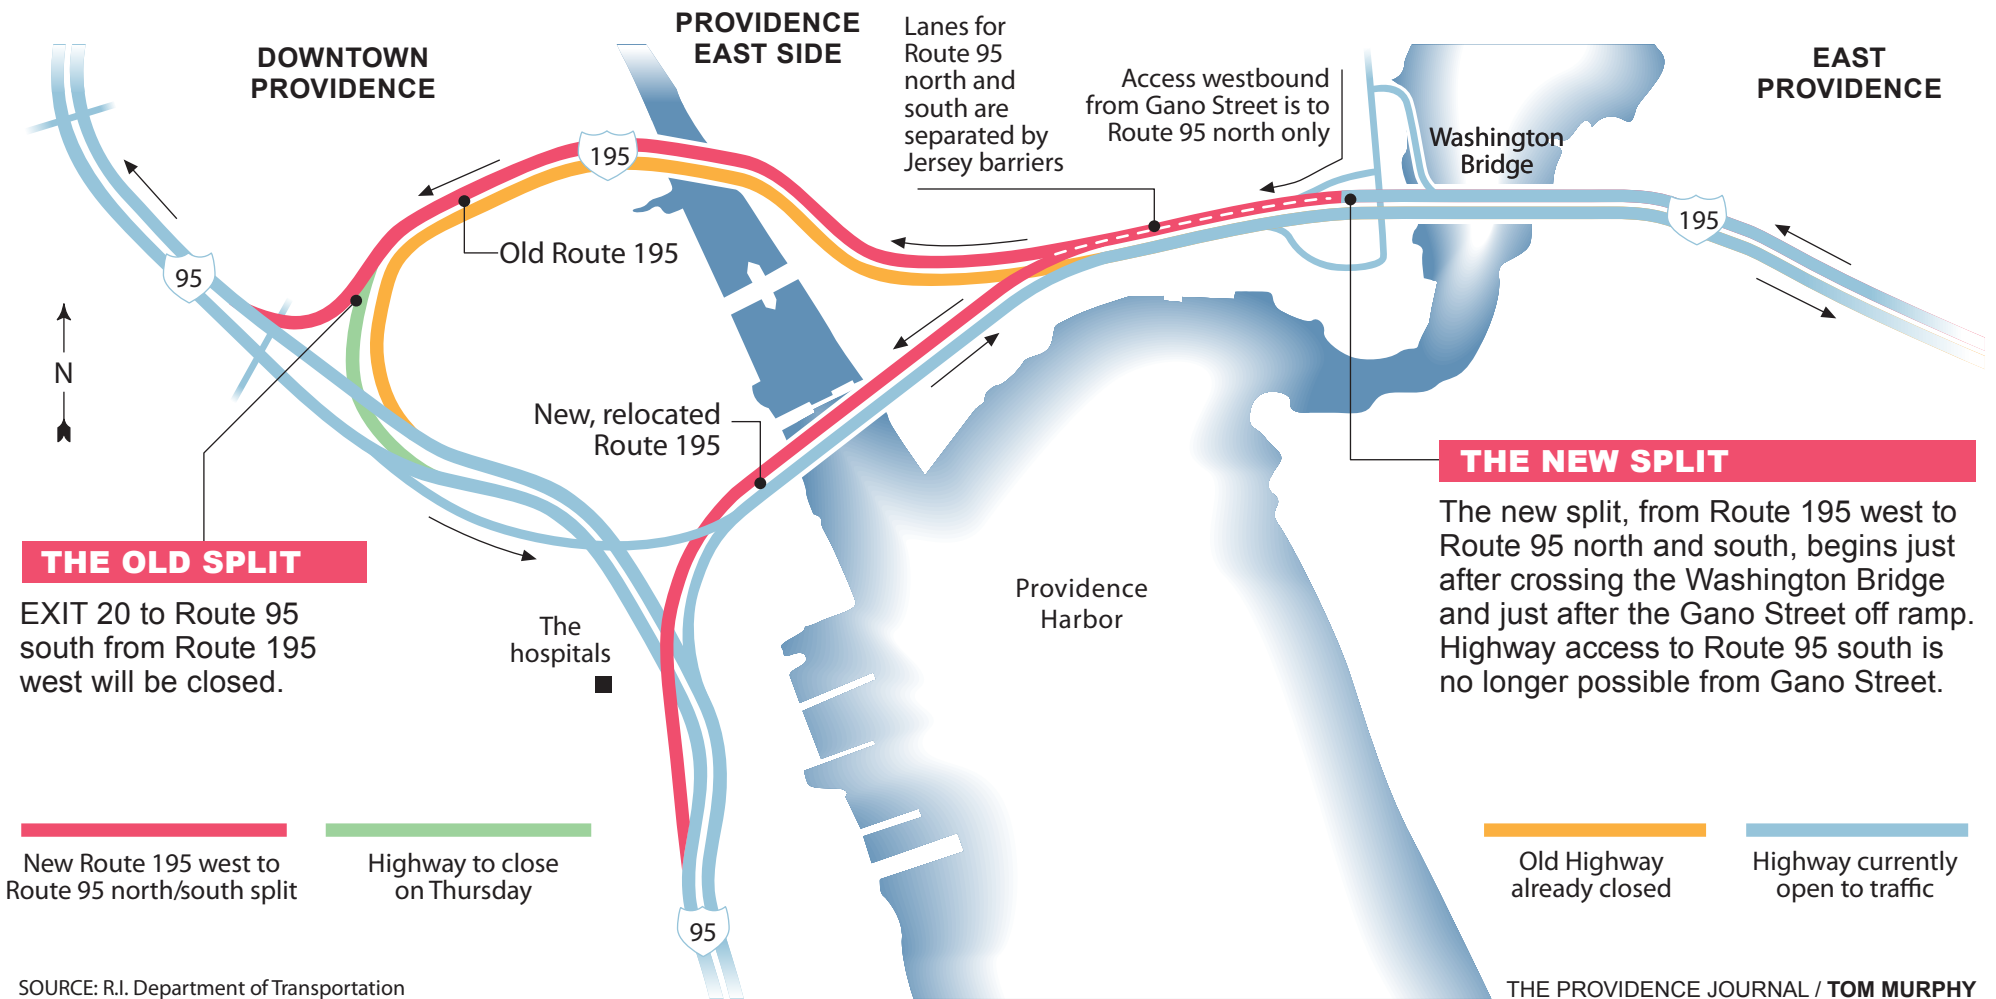 DOWNTOWN
PROVIDENCE
PROVIDENCE
EAST SIDE
Lanes for
Route 95
north and
south are
separated by
Jersey barriers
Access westbound
from Gano Street is to
Route 95 north only
Washington
Bridge
EAST
PROVIDENCE
195
195
95
Old Route 195
N
New, relocated
Route 195
THE OLD SPLIT
EXIT 20 to Route 95
south from Route 195
west will be closed.
The
hospitals
Providence
Harbor
THE NEW SPLIT
The new split, from Route 195 west to
Route 95 north and south, begins just
after crossing the Washington Bridge
and just after the Gano Street off ramp.
Highway access to Route 95 south is
no longer possible from Gano Street.
New Route 195 west to
Route 95 north/south split
Highway to close
on Thursday
Old Highway
already closed
Highway currently
open to traffic
95
SOURCE: R.I. Department of Transportation
THE PROVIDENCE JOURNAL / TOM MURPHY